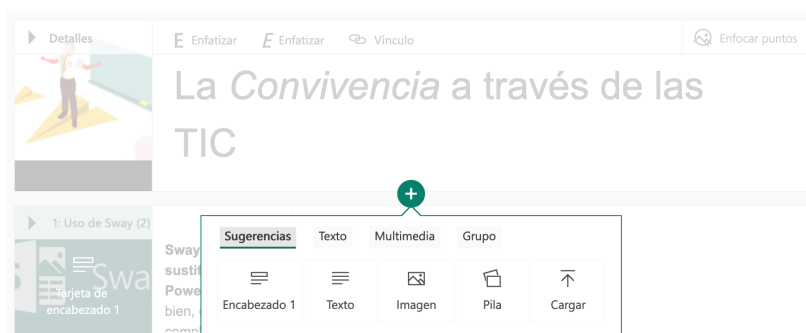 Detalles
E Enfatizar E Enfatizar Vínculo Enfocar puntos
La Convivencia a través de las
TIC
1: Uso de Sway (2)
Sugerencias Texto Multimedia Grupo
Sway
sustit
Powe
bien,
Swa
Tarjeta de
encabezado 1
Encabezado 1 Texto Imagen Pila Cargar